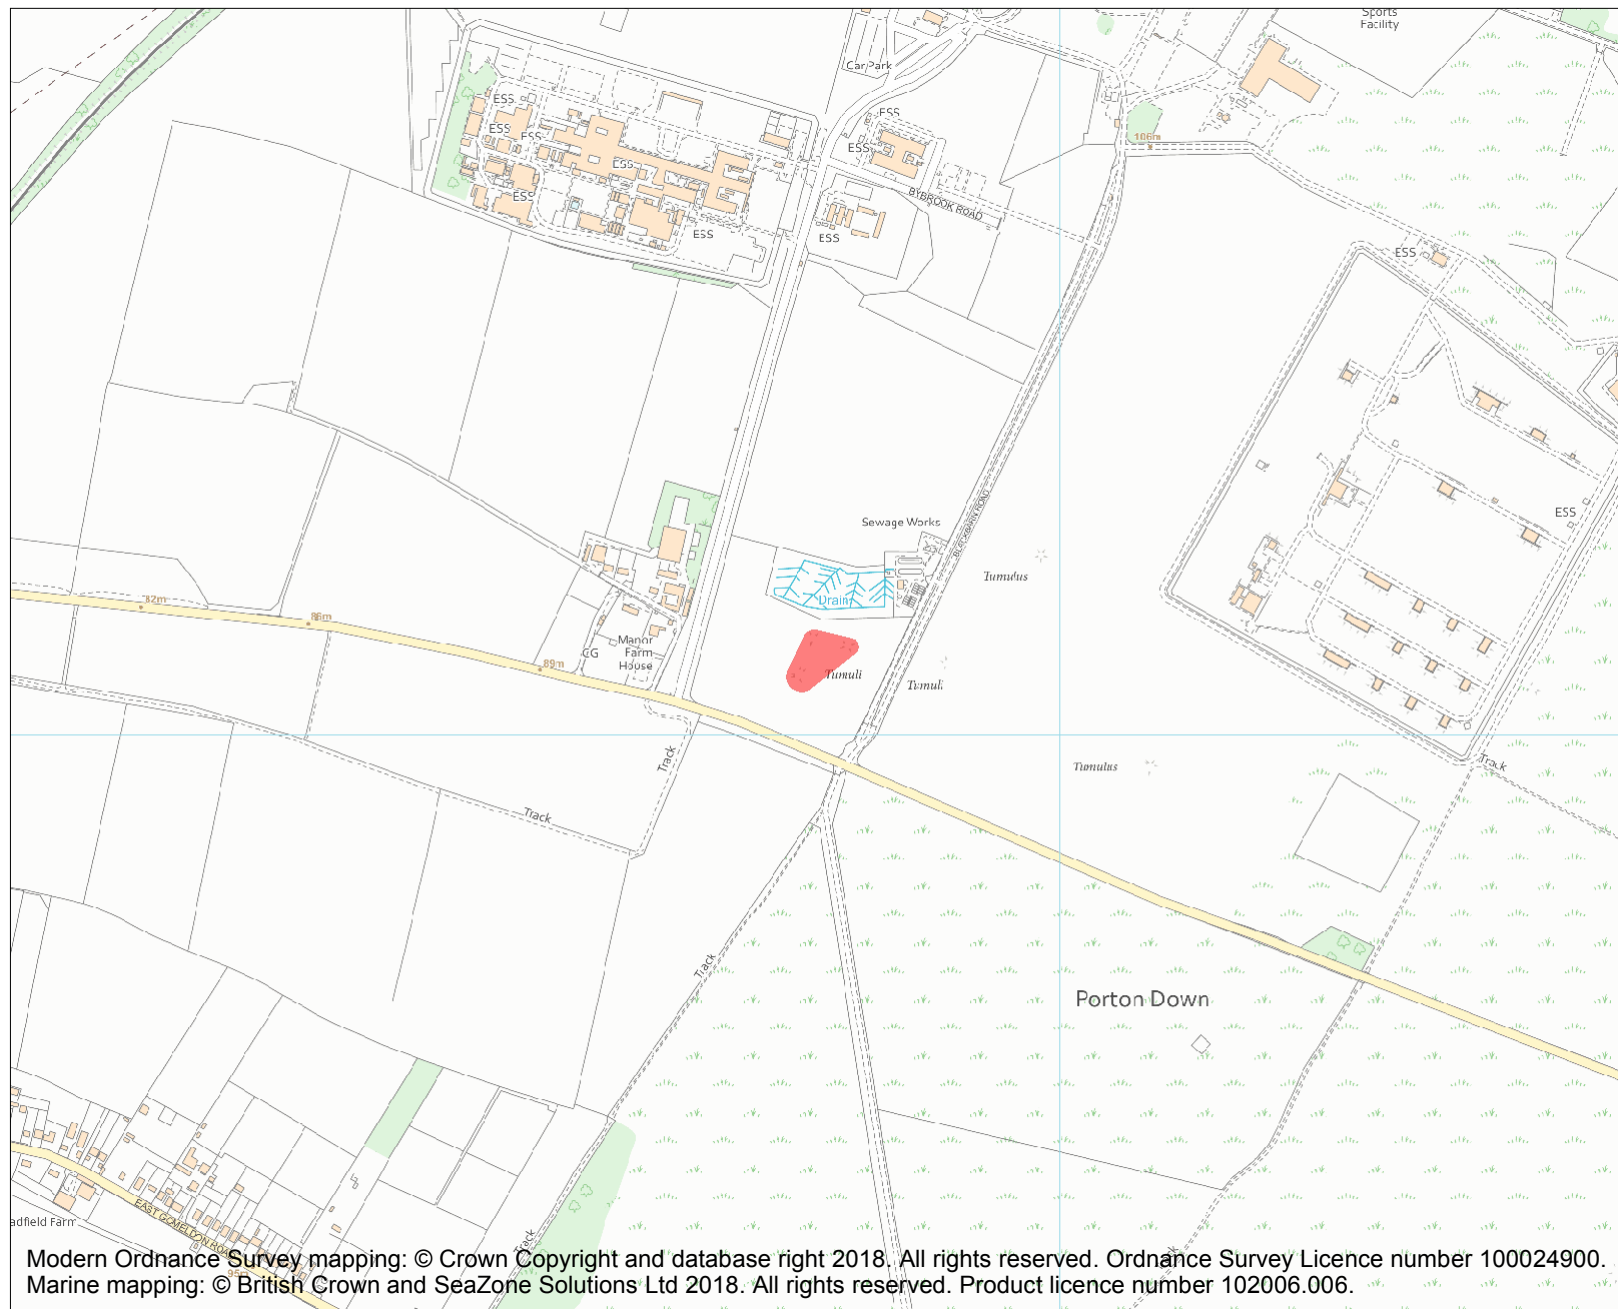 Sports
Facility
Car Park
ESS
ESS
ESS
ESS
ESS
106m
ESS
ESS
BYBROOK ROAD
ESS
ESS
ESS
ESS
Sewage Works
BLACKBARN ROAD
Tumulus
Drain
82m
86m
Manor
Farm
House
CG
89m
Tumuli
Tumuli
Track
Tumulus
Track
Track
Track
Porton Down
EAST GOMELDON ROAD
adfield Farm
Track
95m
Modern Ordnance Survey mapping: © Crown Copyright and database right 2018. All rights reserved. Ordnance Survey Licence number 100024900.
Marine mapping: © British Crown and SeaZone Solutions Ltd 2018. All rights reserved. Product licence number 102006.006.